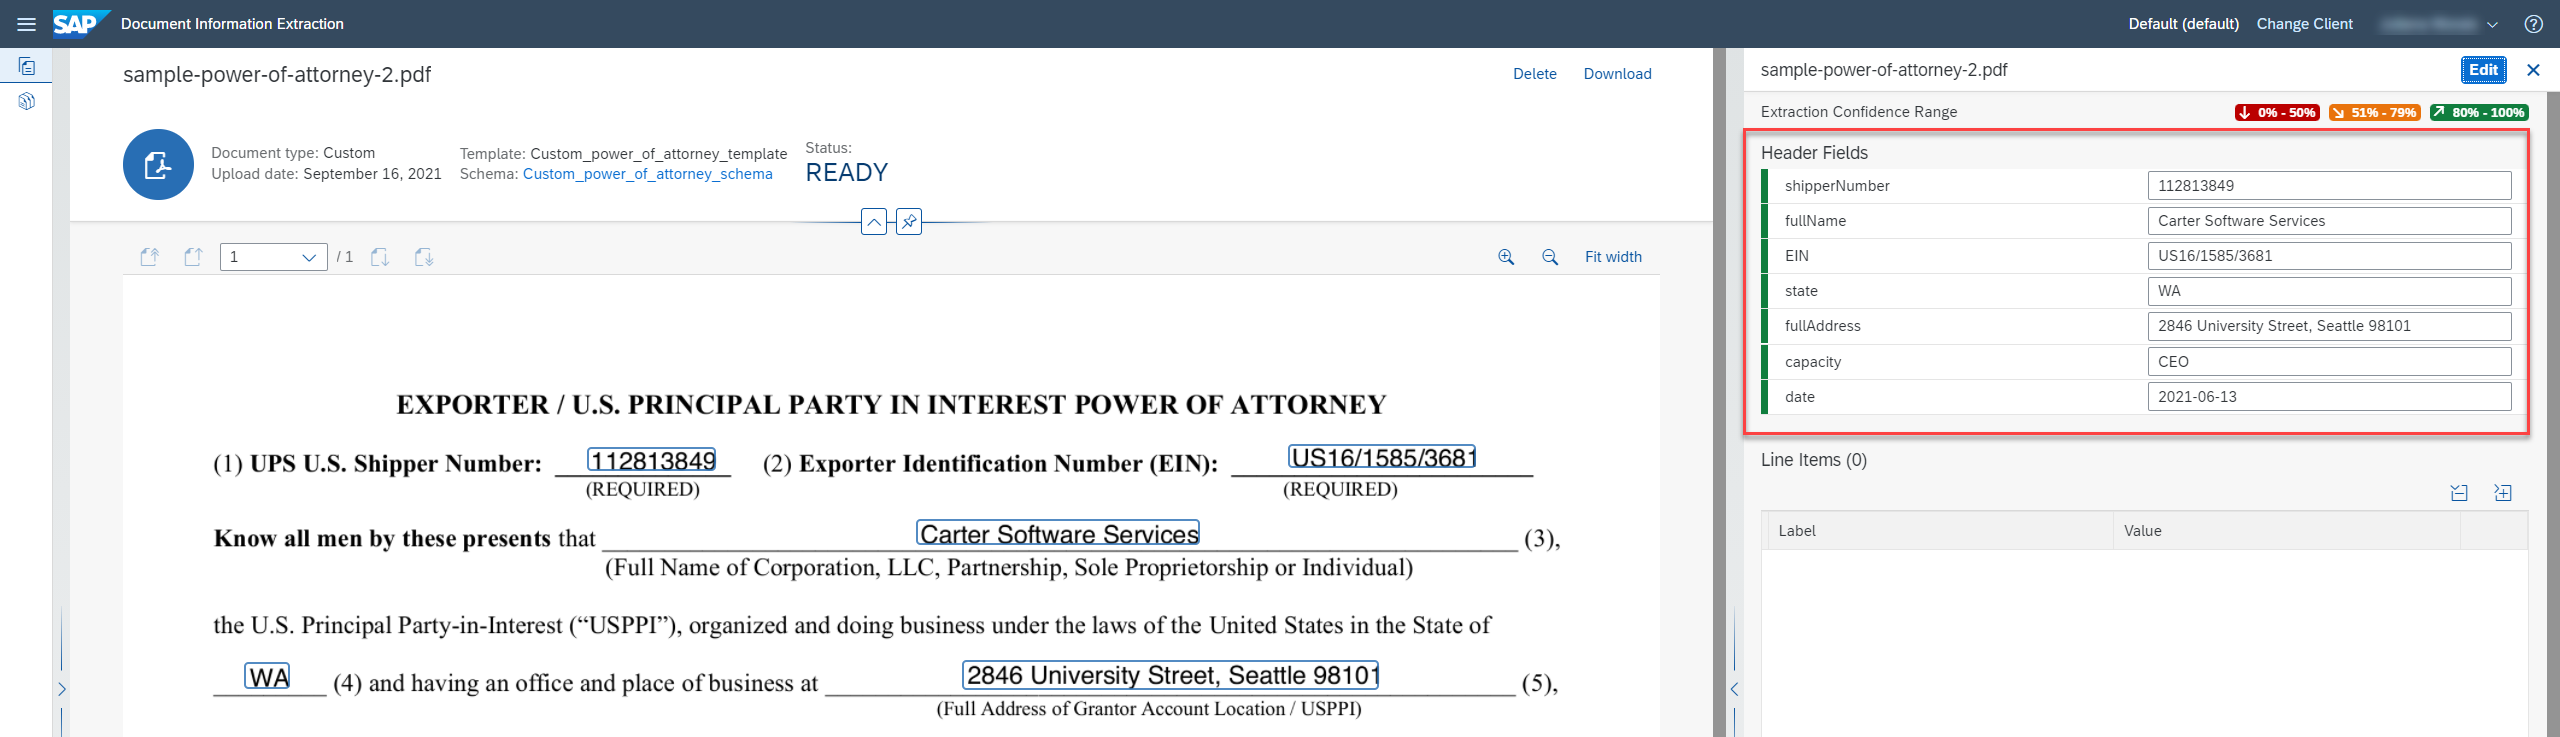 SAP Document Information Extraction Default (default) Change Client
sample-power-of-attorney-2.pdf Delete Download
Document type: Custom
Upload date: September 16, 2021
Template: Custom_power_of_attorney_template
Schema: Custom_power_of_attorney_schema
Status:
READY
1 / 1 Fit width
EXPORTER / U.S. PRINCIPAL PARTY IN INTEREST POWER OF ATTORNEY
(1) UPS U.S. Shipper Number: 112813849 (2) Exporter Identification Number (EIN): US16/1585/3681
(REQUIRED) (REQUIRED)
Know all men by these presents that Carter Software Services (3),
(Full Name of Corporation, LLC, Partnership, Sole Proprietorship or Individual)
the U.S. Principal Party-in-Interest (“USPPI”), organized and doing business under the laws of the United States in the State of
WA (4) and having an office and place of business at 2846 University Street, Seattle 98101 (5),
(Full Address of Grantor Account Location / USPPI)
sample-power-of-attorney-2.pdf Edit
Extraction Confidence Range 0% - 50% 51% - 79% 80% - 100%
Header Fields
shipperNumber 112813849
fullName Carter Software Services
EIN US16/1585/3681
state WA
fullAddress 2846 University Street, Seattle 98101
capacity CEO
date 2021-06-13
Line Items (0)
Label Value